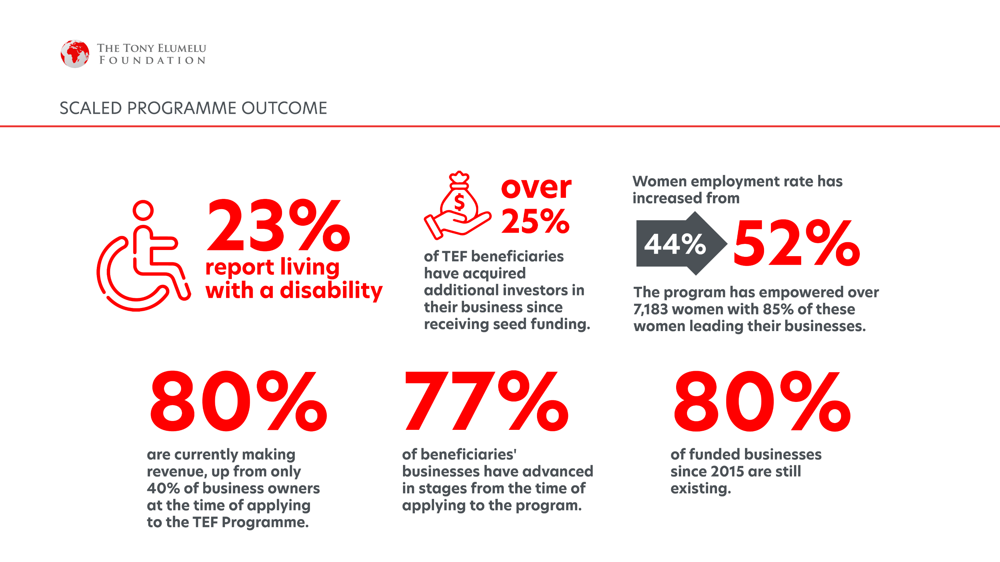 THE TONY ELUMELU
FOUNDATION
SCALED PROGRAMME OUTCOME
23%
report living
with a disability
$
over
25%
of TEF beneficiaries
have acquired
additional investors in
their business since
receiving seed funding.
Women employment rate has
increased from
44% 52%
The program has empowered over
7,183 women with 85% of these
women leading their businesses.
80%
are currently making
revenue, up from only
40% of business owners
at the time of applying
to the TEF Programme.
77%
of beneficiaries'
businesses have advanced
in stages from the time of
applying to the program.
80%
of funded businesses
since 2015 are still
existing.